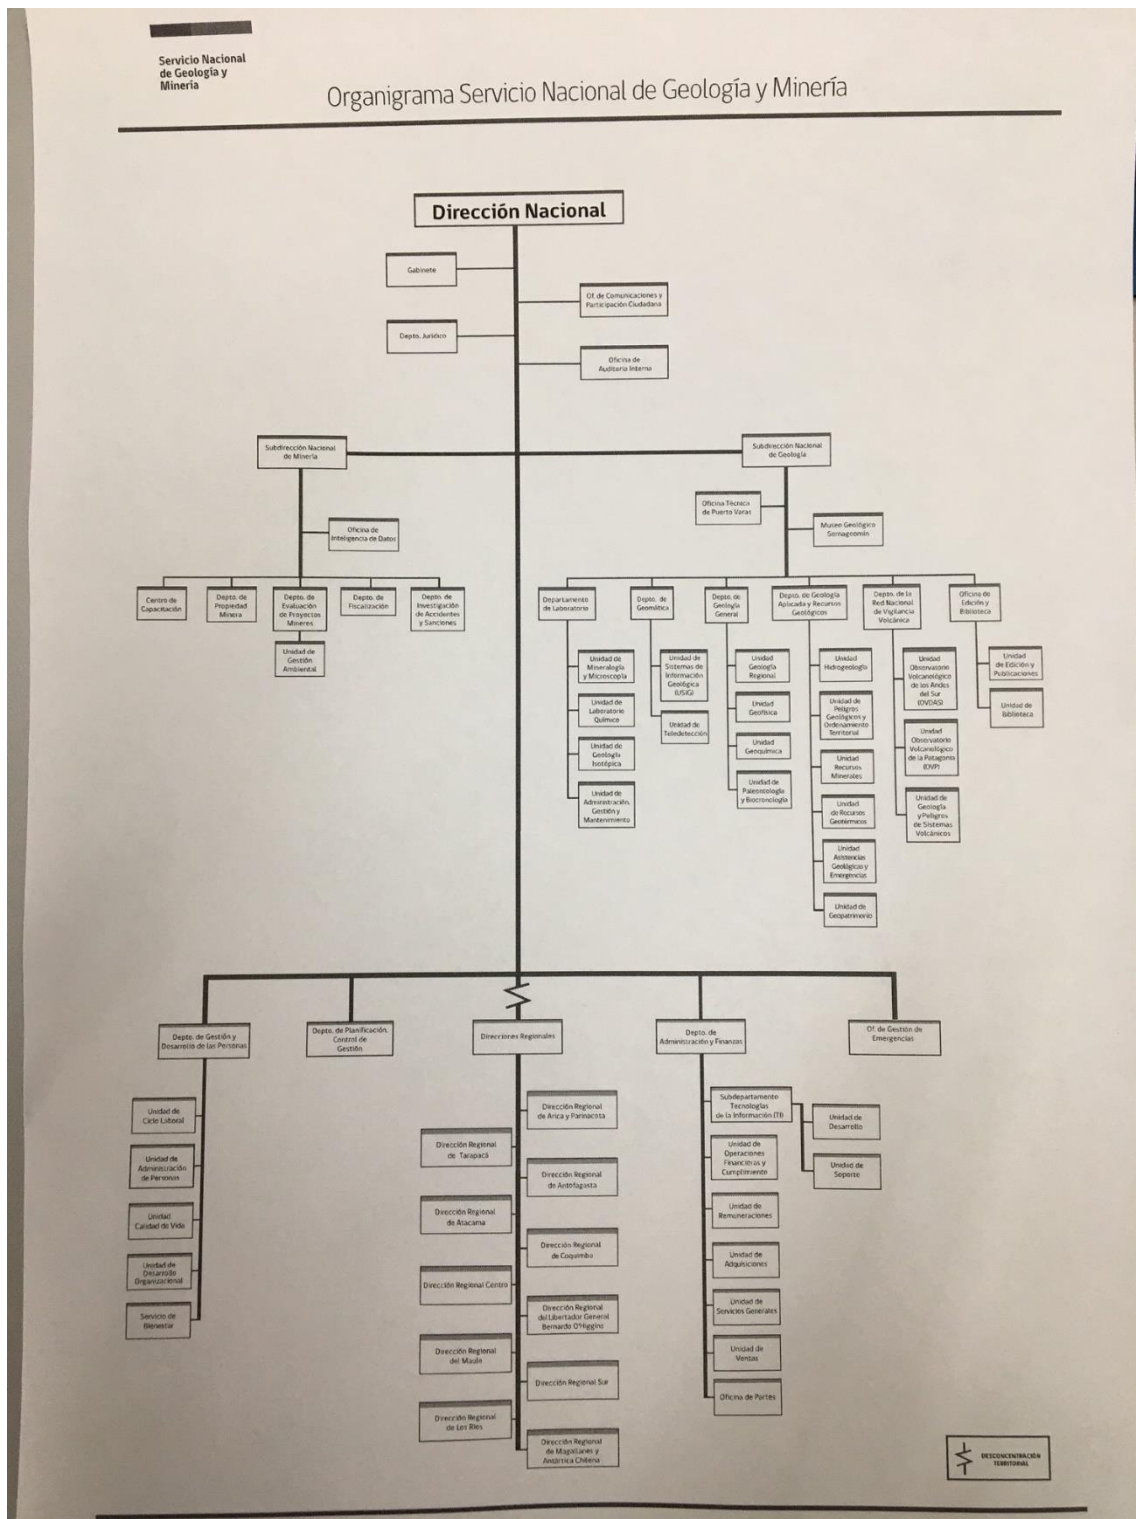 Servicio Nacional
de Geología y
Minería
Organigrama Servicio Nacional de Geología y Minería
Dirección Nacional
Gabinete
Of. de Comunicaciones y
Participación Ciudadana
Depto. Jurídico
Oficina de
Auditoría Interna
Subdirección Nacional
de Minería
Subdirección Nacional
de Geología
Oficina Técnica
de Puerto Varas
Oficina de
Inteligencia de Datos
Museo Geológico
Sernageomin
Centro de
Capacitación
Depto. de
Propiedad
Minera
Depto. de
Evaluación
de Proyectos
Mineros
Depto. de
Fiscalización
Depto. de
Investigación
de Accidentes
y Sanciones
Unidad de
Gestión
Ambiental
Departamento
de Laboratorio
Depto. de
Geomática
Depto. de
Geología
General
Depto. de Geología
Aplicada y Recursos
Geológicos
Depto. de la
Red Nacional
de Vigilancia
Volcánica
Oficina de
Edición y
Biblioteca
Unidad de
Mineralogía
y Microscopía
Unidad de
Laboratorio
Químico
Unidad de
Geología
Isotópica
Unidad de
Administración,
Gestión y
Mantenimiento
Unidad de
Sistemas de
Información
Geológica
(USIG)
Unidad de
Teledetección
Unidad
Geología
Regional
Unidad
Geofísica
Unidad
Geoquímica
Unidad de
Paleontología
y Biocronología
Unidad
Hidrogeología
Unidad de
Peligros
Geológicos y
Ordenamiento
Territorial
Unidad
Recursos
Minerales
Unidad
de Recursos
Geotérmicos
Unidad
Asistencias
Geológicas y
Emergencias
Unidad de
Geopatrimonio
Unidad
Observatorio
Volcanológico
de los Andes
del Sur
(OVDAS)
Unidad
Observatorio
Volcanológico
de la Patagonia
(OVP)
Unidad de
Geología
y Peligros
de Sistemas
Volcánicos
Unidad
de Edición y
Publicaciones
Unidad de
Biblioteca
Depto. de Gestión y
Desarrollo de las Personas
Depto. de Planificación,
Control de
Gestión
Direcciones Regionales
Depto. de
Administración y Finanzas
Of. de Gestión de
Emergencias
Unidad de
Ciclo Laboral
Unidad de
Administración
de Personas
Unidad
Calidad de Vida
Unidad de
Desarrollo
Organizacional
Servicio de
Bienestar
Dirección Regional
de Arica y Parinacota
Dirección Regional
de Tarapacá
Dirección Regional
de Antofagasta
Dirección Regional
de Atacama
Dirección Regional
de Coquimbo
Dirección Regional Centro
Dirección Regional
del Libertador General
Bernardo O'Higgins
Dirección Regional
del Maule
Dirección Regional Sur
Dirección Regional
de Los Ríos
Dirección Regional
de Magallanes y
Antártica Chilena
Subdepartamento
Tecnologías
de la Información (TI)
Unidad de
Desarrollo
Unidad de
Soporte
Unidad de
Operaciones
Financieras y
Cumplimiento
Unidad de
Remuneraciones
Unidad de
Adquisiciones
Unidad de
Servicios Generales
Unidad de
Ventas
Oficina de Partes
DESCONCENTRACIÓN
TERRITORIAL